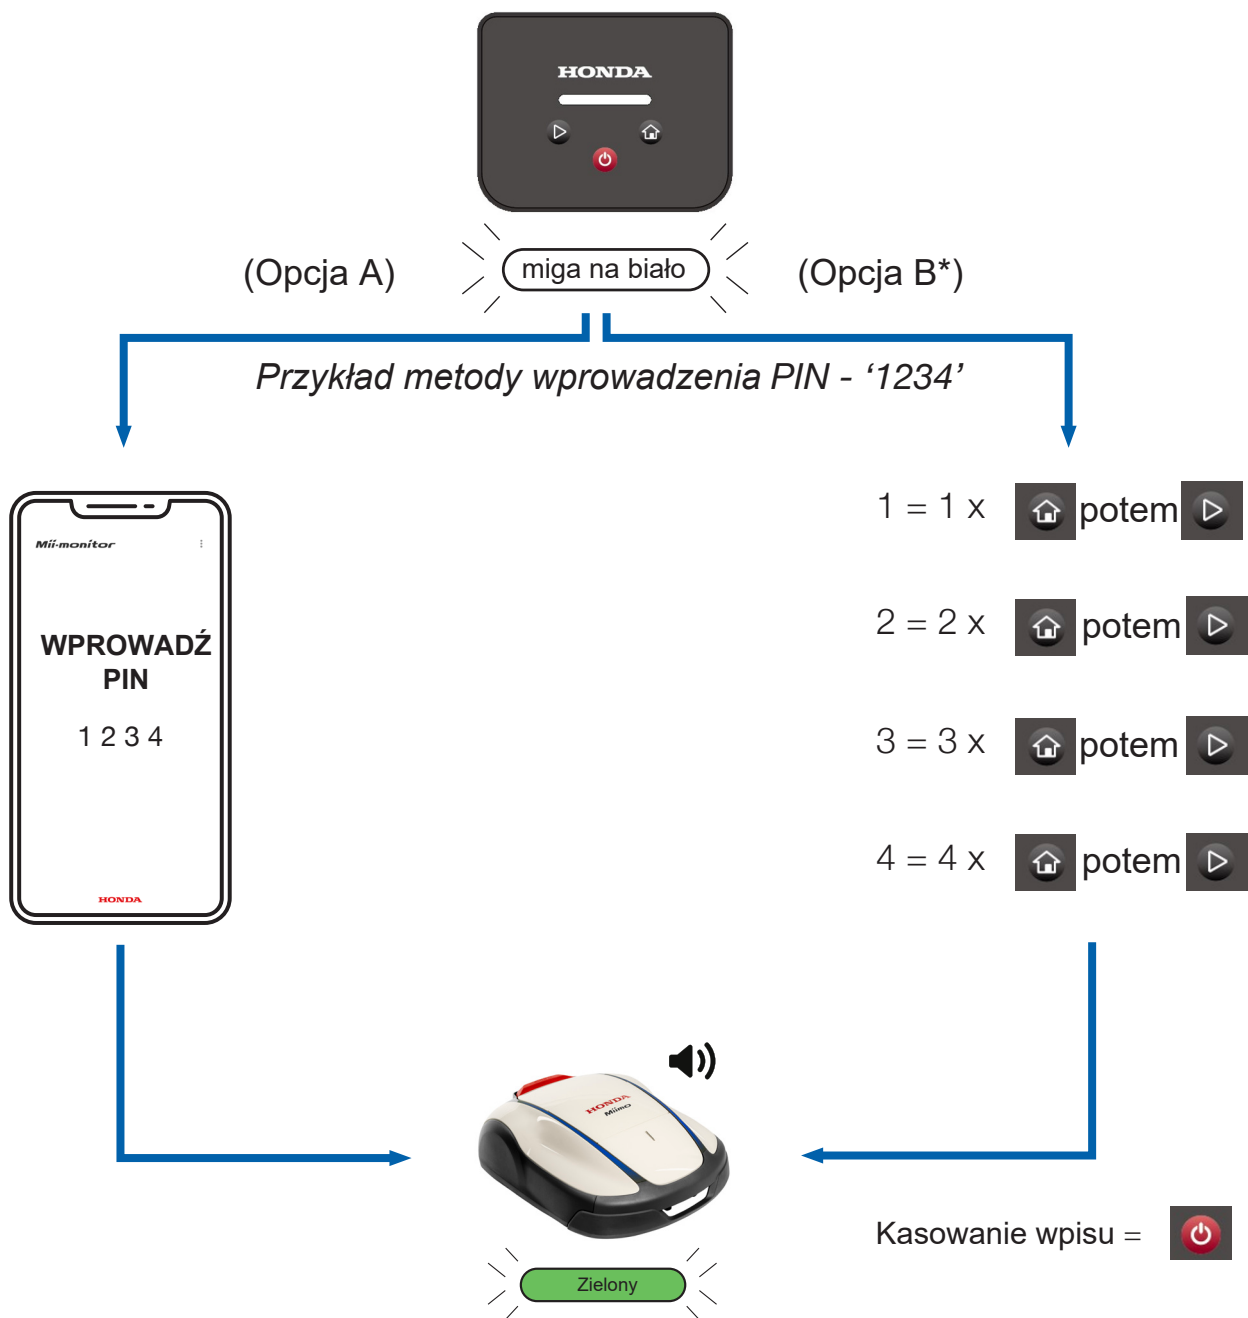 HONDA
(Opcja A)
miga na biało
(Opcja B*)
Przykład metody wprowadzenia PIN - ‘1234’
Mii-monitor
WPROWADŹ
PIN
1 2 3 4
HONDA
1 = 1 x potem
2 = 2 x potem
3 = 3 x potem
4 = 4 x potem
HONDA
Miimo
Kasowanie wpisu =
Zielony